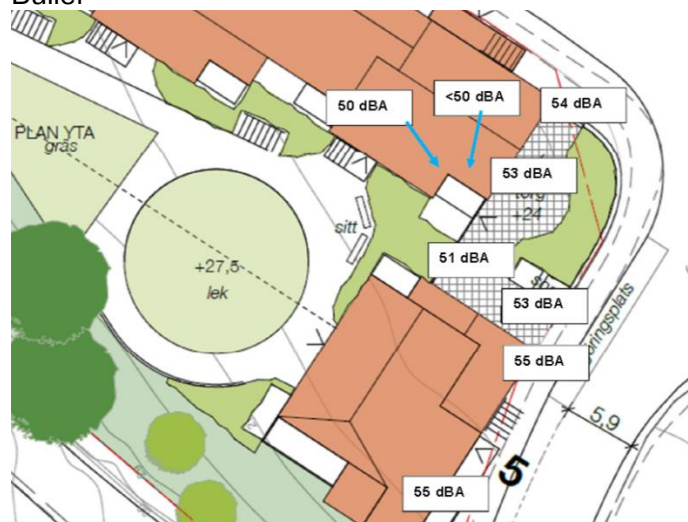 50 dBA
<50 dBA
54 dBA
PLAN YTA
gräs
53 dBA
torg
+24
sitt
+27,5
lek
51 dBA
53 dBA
55 dBA
5,9
5
55 dBA